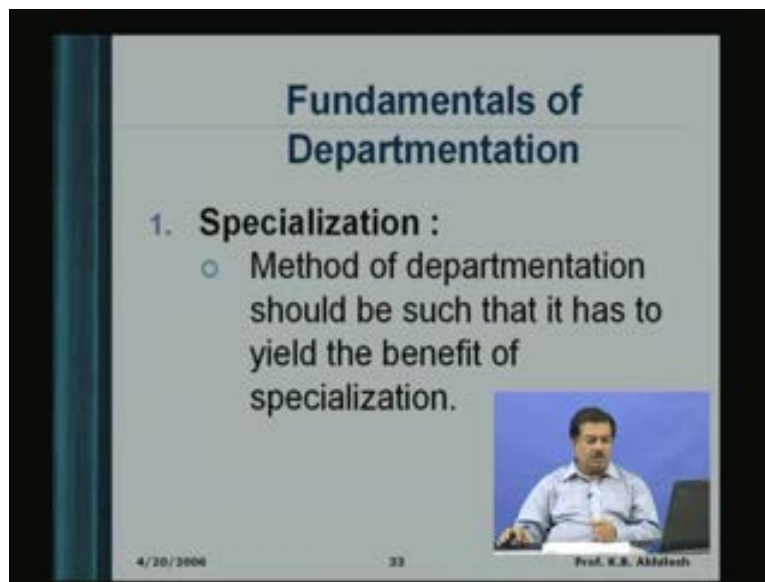 Fundamentals of
Departmentation
1. Specialization :
Method of departmentation
should be such that it has to
yield the benefit of
specialization.
4/20/2006 33 Prof. K.B. Akhilesh